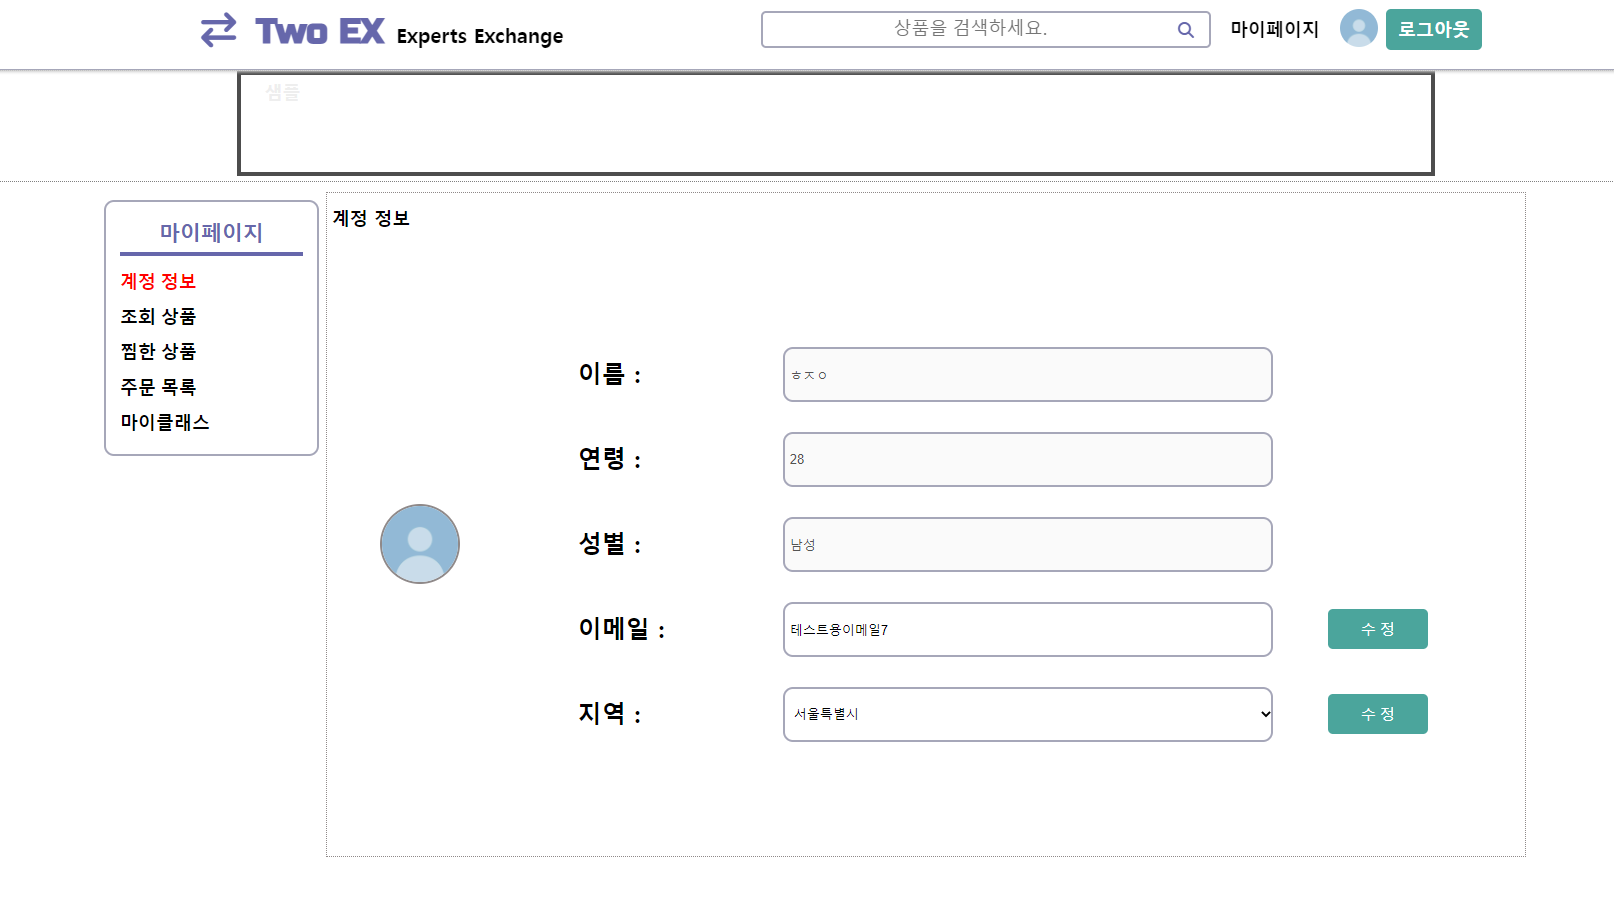 Two EX Experts Exchange
상품을 검색하세요.
마이페이지
로그아웃
샘플
마이페이지
계정 정보
조회 상품
찜한 상품
주문 목록
마이클래스
계정 정보
이름 :
ㅎㅈㅇ
연령 :
28
성별 :
남성
이메일 :
테스트용이메일7
수 정
지역 :
서울특별시
수 정